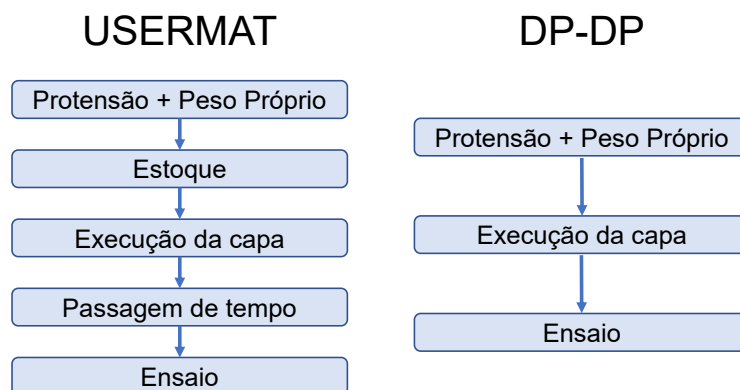 USERMAT
Protensão + Peso Próprio
Estoque
Execução da capa
Passagem de tempo
Ensaio
DP-DP
Protensão + Peso Próprio
Execução da capa
Ensaio